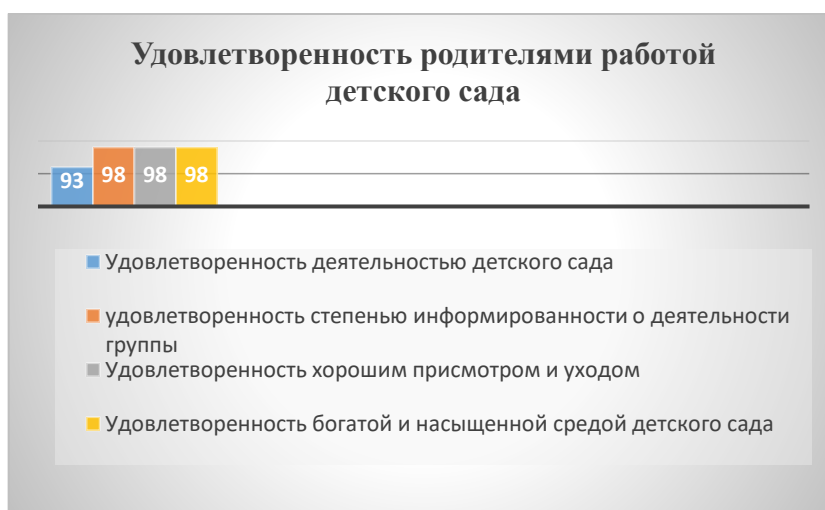 Удовлетворенность родителями работой
детского сада
93 98 98 98
Удовлетворенность деятельностью детского сада
удовлетворенность степенью информированности о деятельности
группы
Удовлетворенность хорошим присмотром и уходом
Удовлетворенность богатой и насыщенной средой детского сада